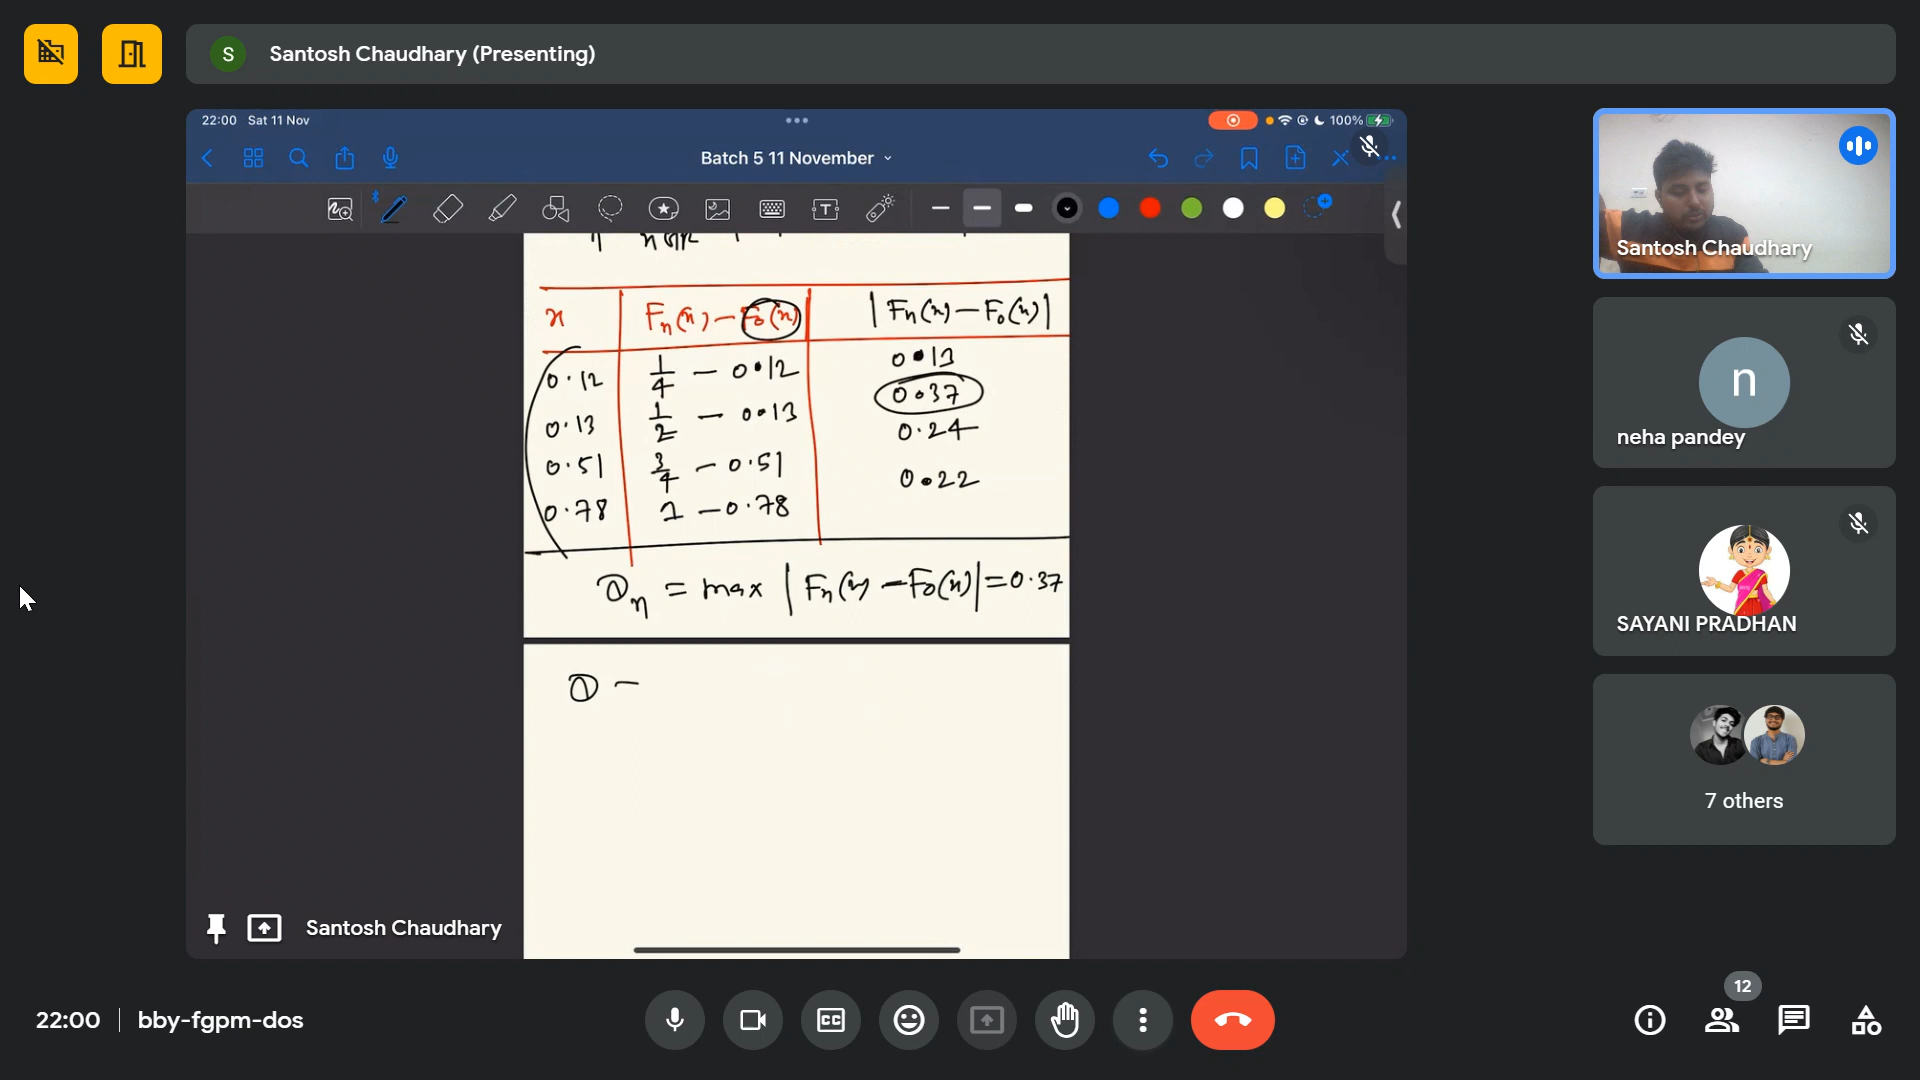 S Santosh Chaudhary (Presenting)
22:00 Sat 11 Nov
100%
Batch 5 11 November
x Fn(x) - F₀(x) |Fn(x) - F₀(x)|
0.12 1/4 - 0.12 0.13
0.13 1/2 - 0.13 0.37
0.51 3/4 - 0.51 0.24
0.78 1 - 0.78 0.22
Dn = max |Fn(x) - F₀(x)| = 0.37
D -
Santosh Chaudhary
Santosh Chaudhary
n
neha pandey
SAYANI PRADHAN
7 others
22:00 bby-fgpm-dos
CC
12